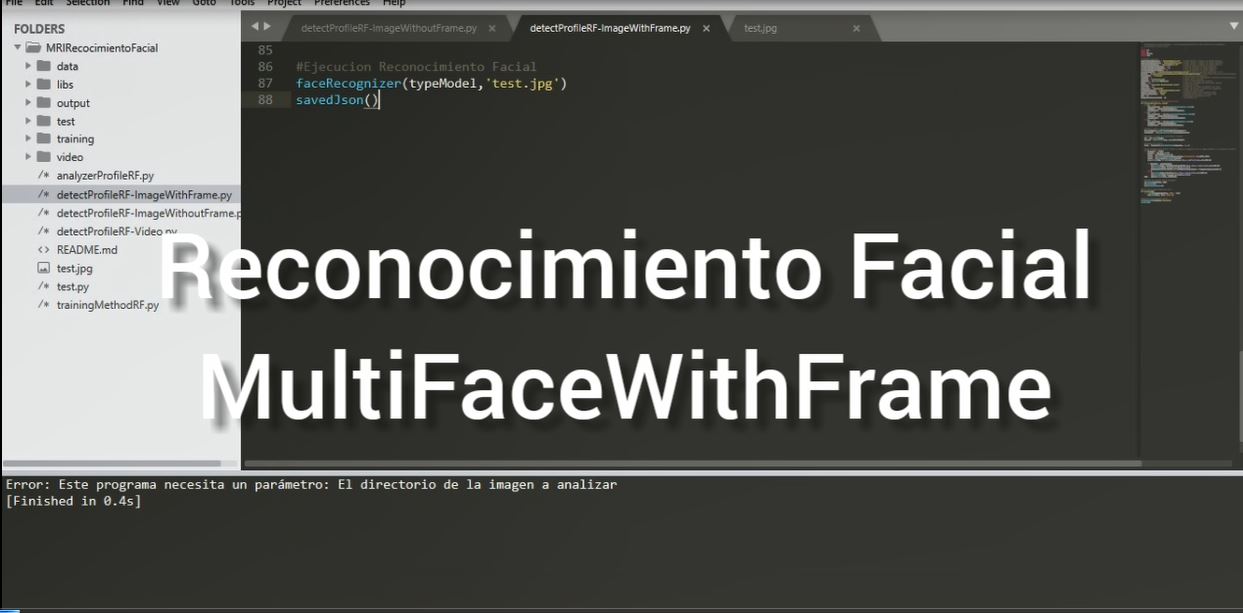 File Edit Selection Find View Goto Tools Project Preferences Help
FOLDERS
MRIRecocimientoFacial
data
libs
output
test
training
video
/* analyzerProfileRF.py
/* detectProfileRF-ImageWithFrame.py
/* detectProfileRF-ImageWithoutFrame.p
/* detectProfileRF-Video.py
<> README.md
test.jpg
/* test.py
/* trainingMethodRF.py
detectProfileRF-ImageWithoutFrame.py × detectProfileRF-ImageWithFrame.py × test.jpg ×
85
86 #Ejecucion Reconocimiento Facial
87 faceRecognizer(typeModel,'test.jpg')
88 savedJson()
Reconocimiento Facial
MultiFaceWithFrame
Error: Este programa necesita un parámetro: El directorio de la imagen a analizar
[Finished in 0.4s]